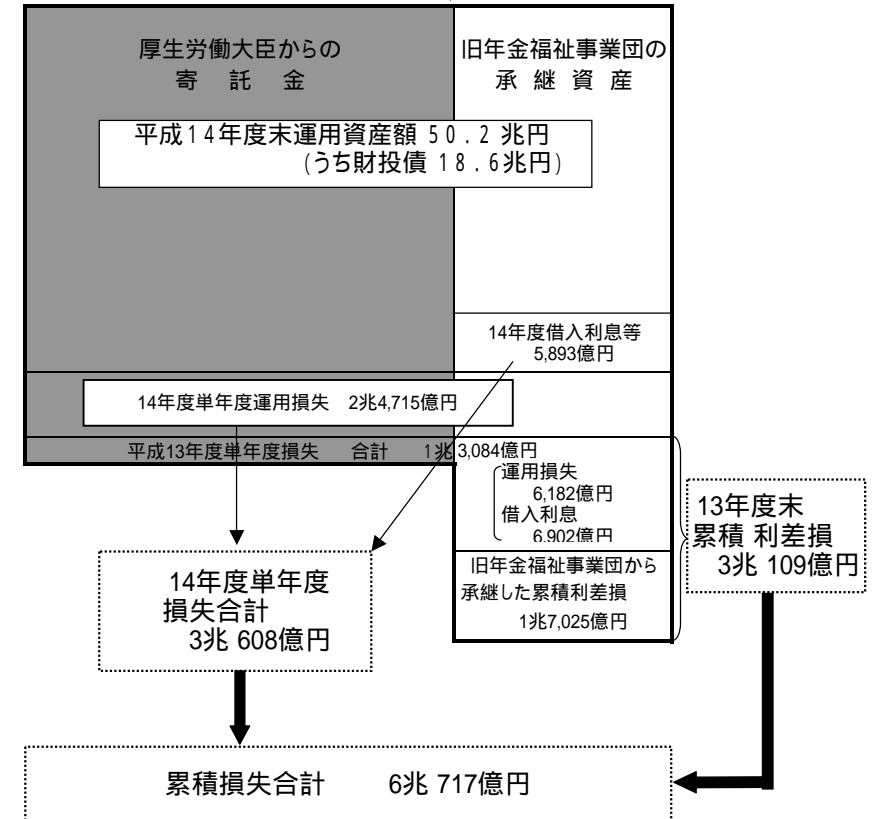 厚生労働大臣からの
寄 託 金
旧年金福祉事業団の
承 継 資 産
平成14年度末運用資産額 50.2兆円
(うち財投債 18.6兆円)
14年度借入利息等
5,893億円
14年度単年度運用損失 2兆4,715億円
平成13年度単年度損失 合計 1兆3,084億円
運用損失
6,182億円
借入利息
6,902億円
旧年金福祉事業団から
承継した累積利差損
1兆7,025億円
13年度末
累積 利差損
3兆 109億円
14年度単年度
損失合計
3兆 608億円
累積損失合計 6兆 717億円